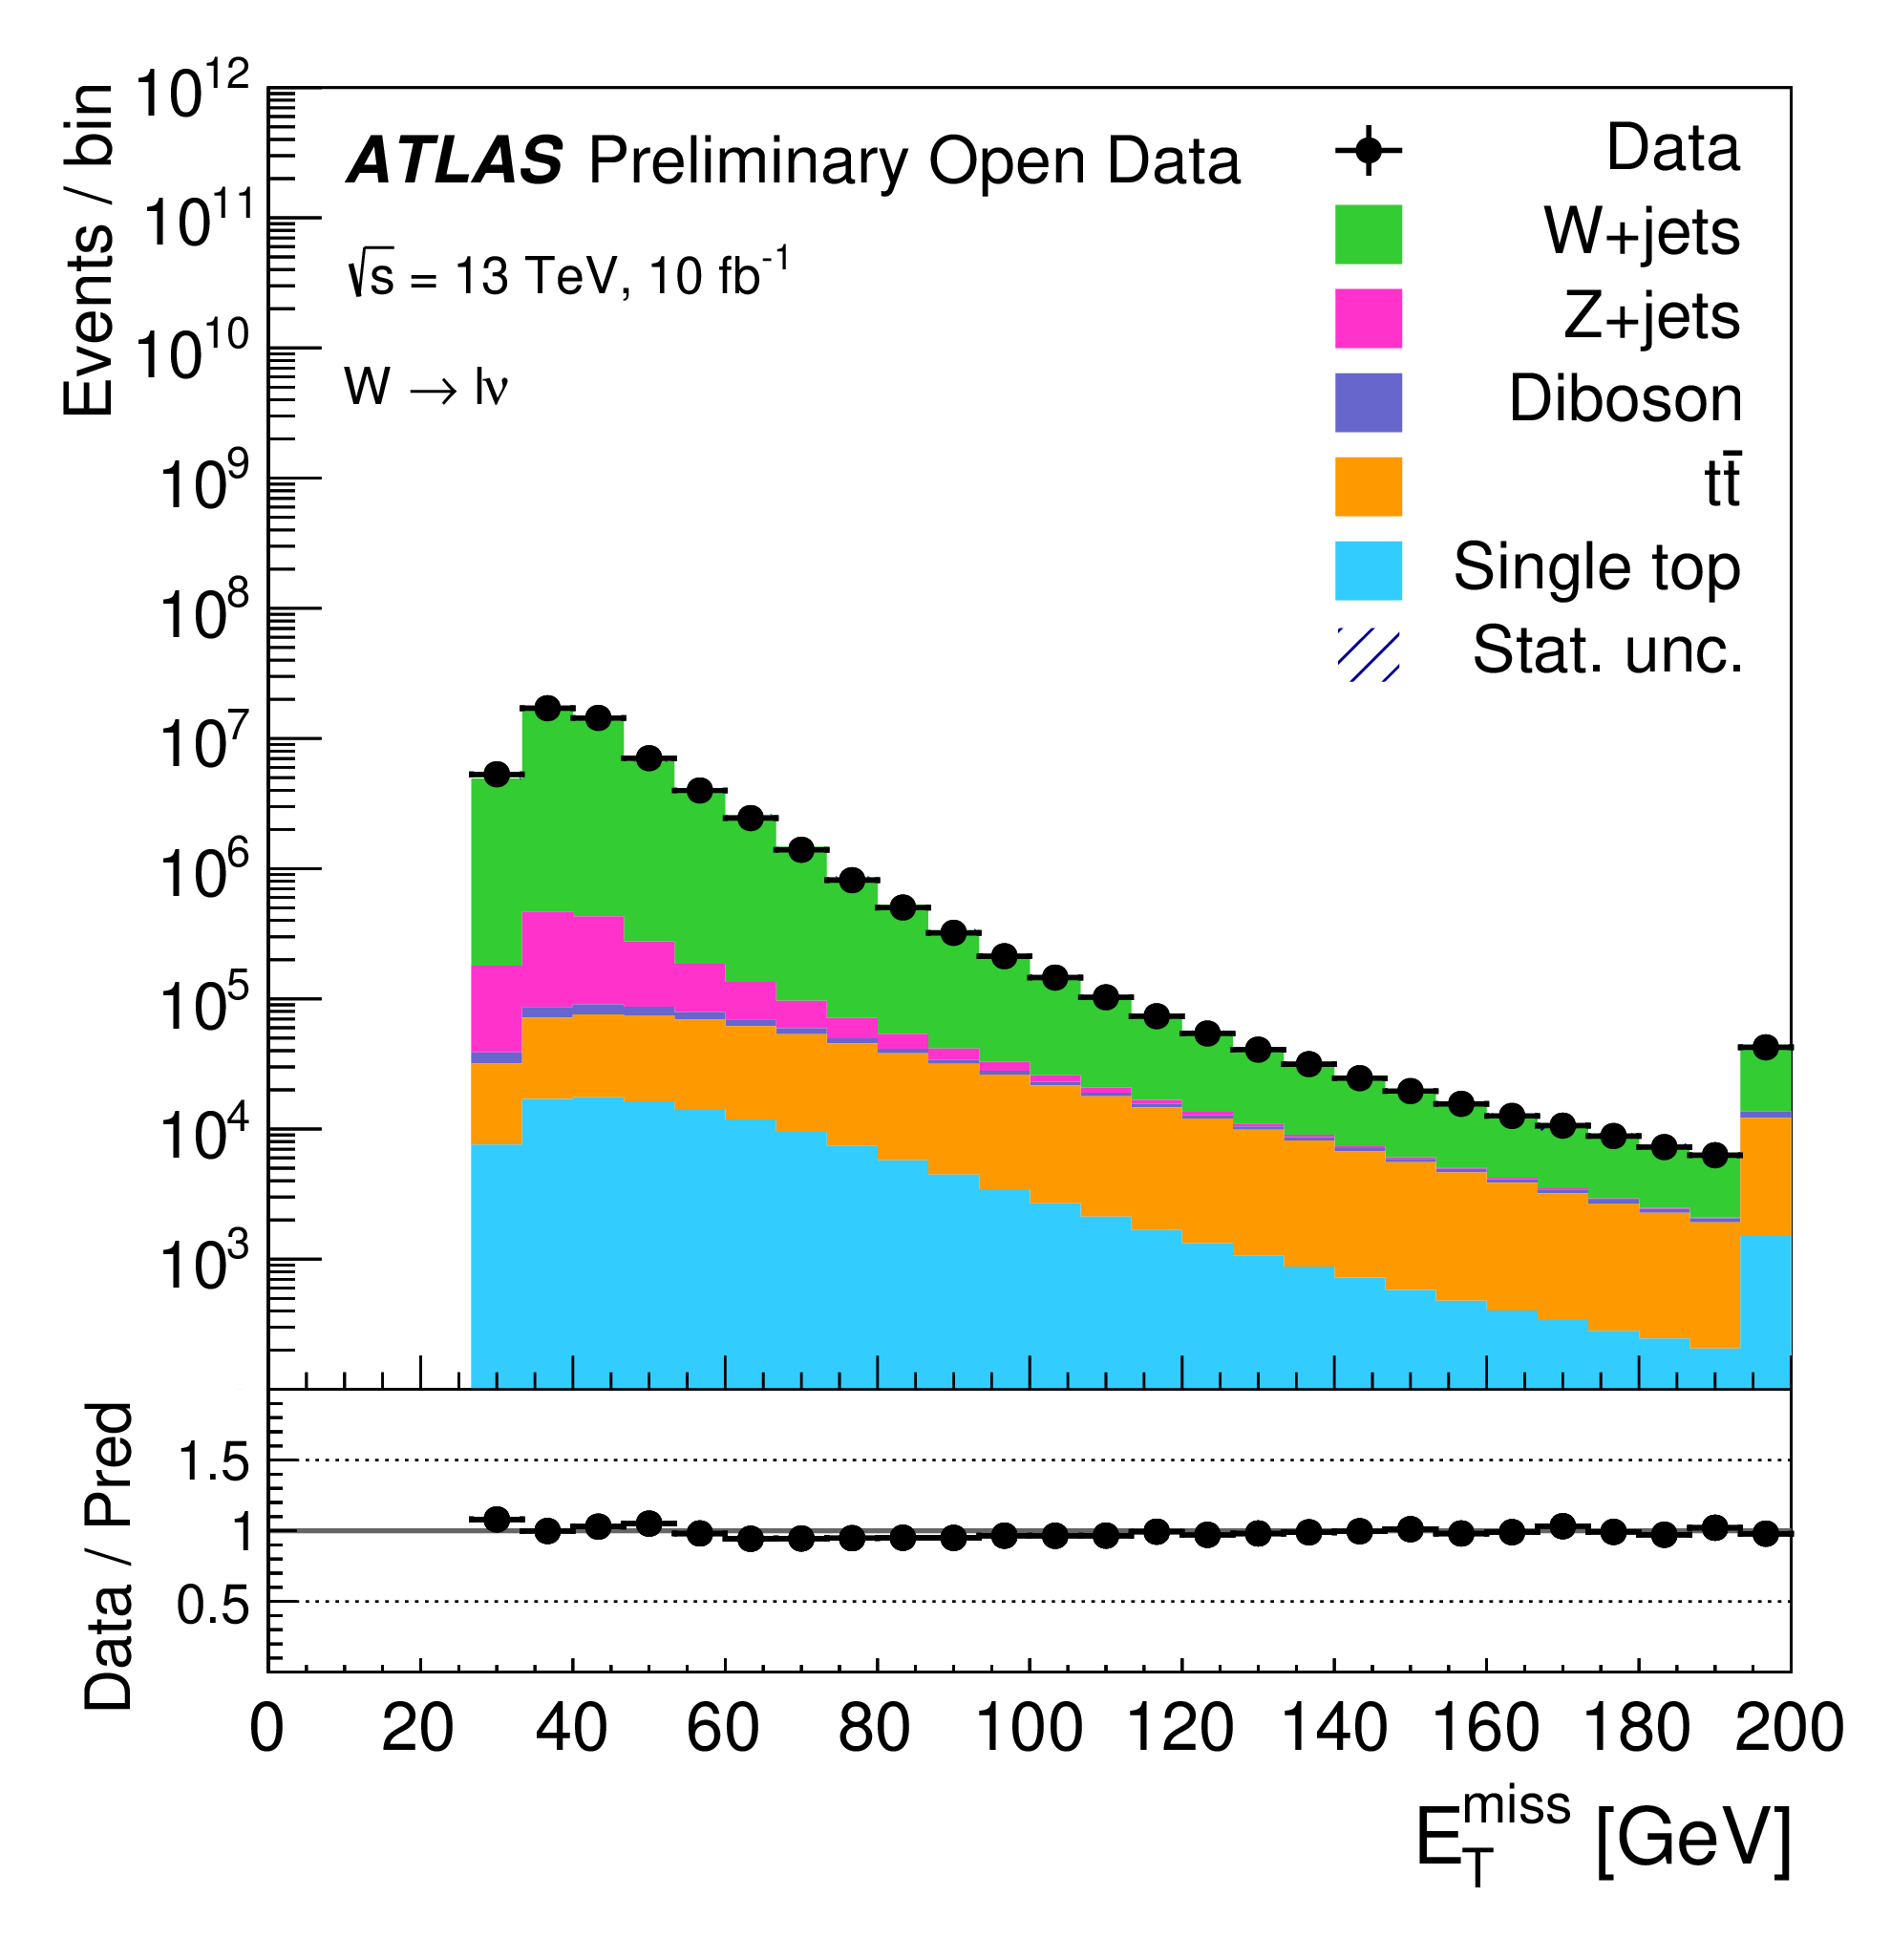 Events / bin
10^12
10^11
10^10
10^9
10^8
10^7
10^6
10^5
10^4
10^3
ATLAS Preliminary Open Data
√s = 13 TeV, 10 fb^-1
W → lν
Data
W+jets
Z+jets
Diboson
tt̄
Single top
Stat. unc.
Data / Pred
1.5
1
0.5
0 20 40 60 80 100 120 140 160 180 200
E_T^miss [GeV]